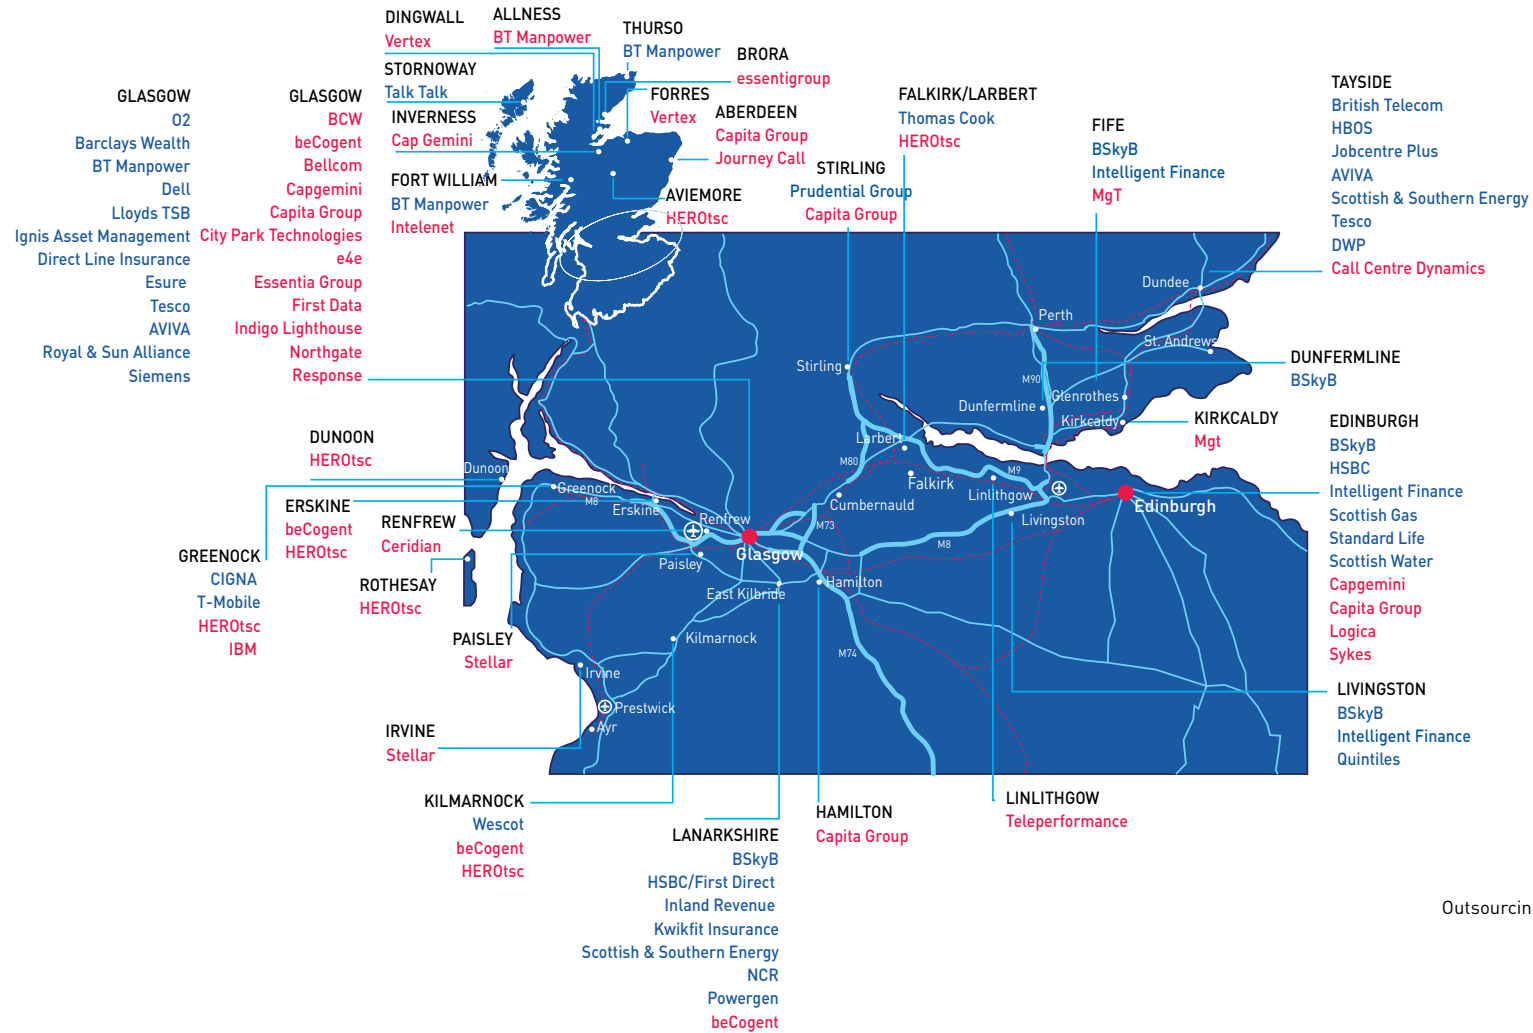 DINGWALL
Vertex
ALLNESS
BT Manpower
THURSO
BT Manpower
BRORA
essentigroup
STORNOWAY
Talk Talk
FORRES
Vertex
INVERNESS
Cap Gemini
ABERDEEN
Capita Group
Journey Call
FORT WILLIAM
BT Manpower
Intelenet
AVIEMORE
HEROtsc
GLASGOW
O2
Barclays Wealth
BT Manpower
Dell
Lloyds TSB
Ignis Asset Management
Direct Line Insurance
Esure
Tesco
AVIVA
Royal & Sun Alliance
Siemens
GLASGOW
BCW
beCogent
Bellcom
Capgemini
Capita Group
City Park Technologies
e4e
Essentia Group
First Data
Indigo Lighthouse
Northgate
Response
STIRLING
Prudential Group
Capita Group
FALKIRK/LARBERT
Thomas Cook
HEROtsc
FIFE
BSkyB
Intelligent Finance
MgT
TAYSIDE
British Telecom
HBOS
Jobcentre Plus
AVIVA
Scottish & Southern Energy
Tesco
DWP
Call Centre Dynamics
DUNFERMLINE
BSkyB
KIRKCALDY
Mgt
EDINBURGH
BSkyB
HSBC
Intelligent Finance
Scottish Gas
Standard Life
Scottish Water
Capgemini
Capita Group
Logica
Sykes
LIVINGSTON
BSkyB
Intelligent Finance
Quintiles
DUNOON
HEROtsc
ERSKINE
beCogent
HEROtsc
RENFREW
Ceridian
GREENOCK
CIGNA
T-Mobile
HEROtsc
IBM
ROTHESAY
HEROtsc
PAISLEY
Stellar
IRVINE
Stellar
KILMARNOCK
Wescot
beCogent
HEROtsc
LANARKSHIRE
BSkyB
HSBC/First Direct
Inland Revenue
Kwikfit Insurance
Scottish & Southern Energy
NCR
Powergen
beCogent
HAMILTON
Capita Group
LINLITHGOW
Teleperformance
Dundee
Perth
St. Andrews
Stirling
M90
Glenrothes
Dunfermline
Kirkcaldy
Larbert
M80
M9
Falkirk
Linlithgow
Dunoon
Greenock
M8
Erskine
Cumbernauld
Edinburgh
Renfrew
M73
Livingston
M8
Glasgow
Paisley
East Kilbride
Hamilton
Kilmarnock
M74
Irvine
Prestwick
Ayr
Outsourcin